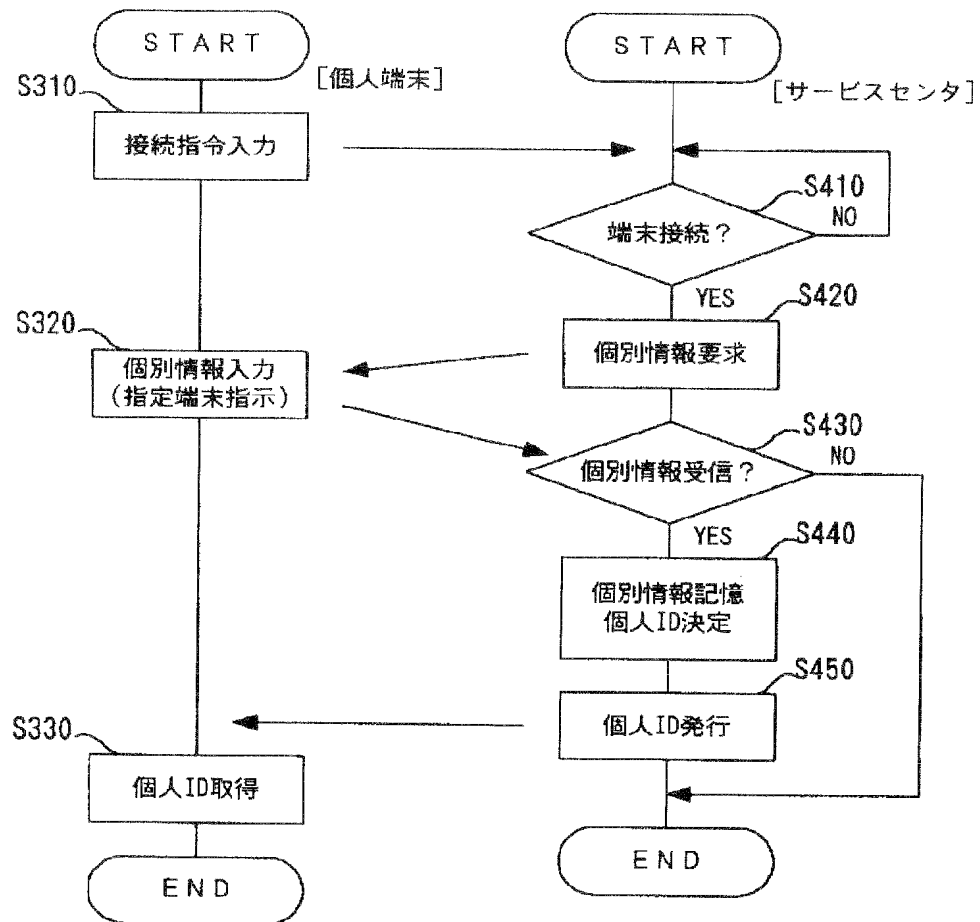 START
[個人端末]
S310
接続指令入力
S320
個別情報入力
(指定端末指示)
S330
個人ID取得
END
START
[サービスセンタ]
S410
端末接続?
NO
YES
S420
個別情報要求
S430
個別情報受信?
NO
YES
S440
個別情報記憶
個人ID決定
S450
個人ID発行
END